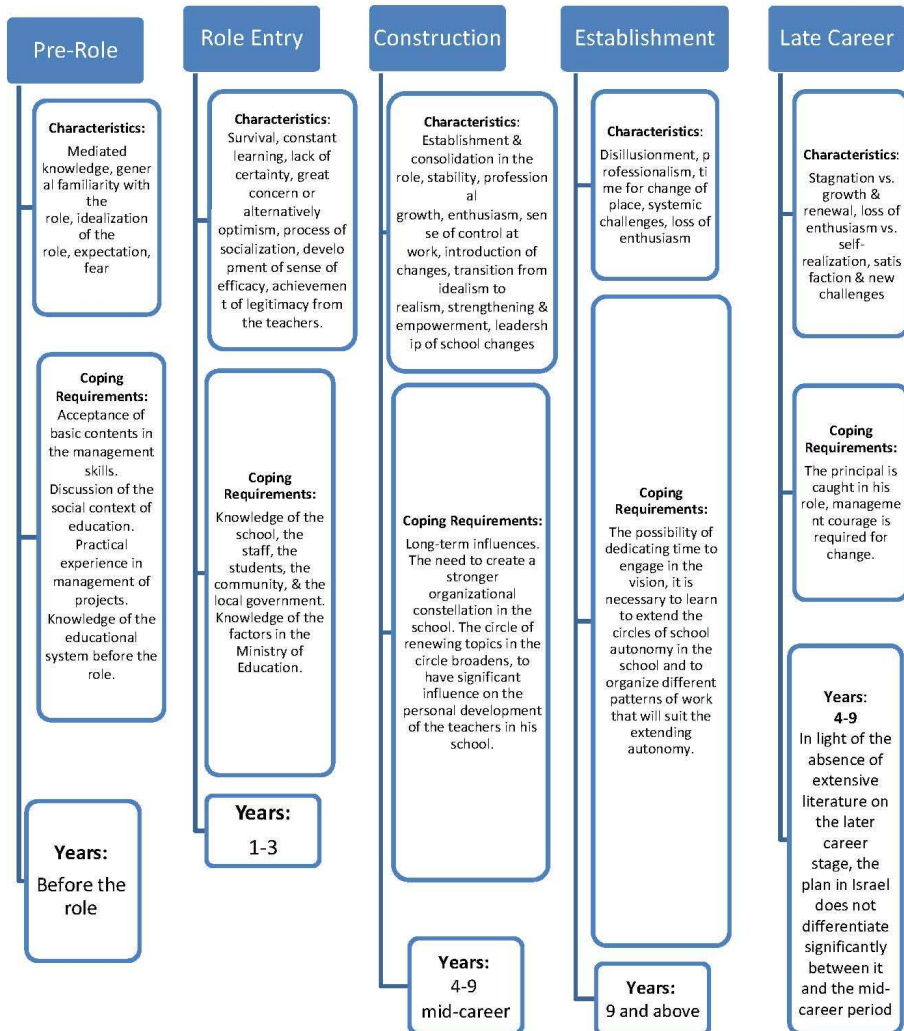 Pre-Role
Characteristics:
Mediated
knowledge, gener
al familiarity with
the
role, idealization
of the
role, expectation,
fear
Coping
Requirements:
Acceptance of
basic contents in
the management
skills.
Discussion of the
social context of
education.
Practical
experience in
management of
projects.
Knowledge of the
educational
system before the
role.
Years:
Before the
role
Role Entry
Characteristics:
Survival, constant
learning, lack of
certainty, great
concern or
alternatively
optimism, process of
socialization, develo
pment of sense of
efficacy, achievemen
t of legitimacy from
the teachers.
Coping
Requirements:
Knowledge of the
school, the
staff, the
students, the
community, & the
local government.
Knowledge of the
factors in the
Ministry of
Education.
Years:
1-3
Construction
Characteristics:
Establishment &
consolidation in the
role, stability, profession
al
growth, enthusiasm, sen
se of control at
work, introduction of
changes, transition from
idealism to
realism, strengthening &
empowerment, leadersh
ip of school changes
Coping Requirements:
Long-term influences.
The need to create a
stronger
organizational
constellation in the
school. The circle of
renewing topics in the
circle broadens, to
have significant
influence on the
personal development
of the teachers in his
school.
Years:
4-9
mid-career
Establishment
Characteristics:
Disillusionment, p
rofessionalism, ti
me for change of
place, systemic
challenges, loss of
enthusiasm
Coping
Requirements:
The possibility of
dedicating time to
engage in the
vision, it is
necessary to learn
to extend the
circles of school
autonomy in the
school and to
organize different
patterns of work
that will suit the
extending
autonomy.
Years:
9 and above
Late Career
Characteristics:
Stagnation vs.
growth &
renewal, loss of
enthusiasm vs.
self-
realization, satis
faction & new
challenges
Coping
Requirements:
The principal is
caught in his
role, manageme
nt courage is
required for
change.
Years:
4-9
In light of the
absence of
extensive
literature on
the later
career
stage, the
plan in Israel
does not
differentiate
significantly
between it
and the mid-
career period